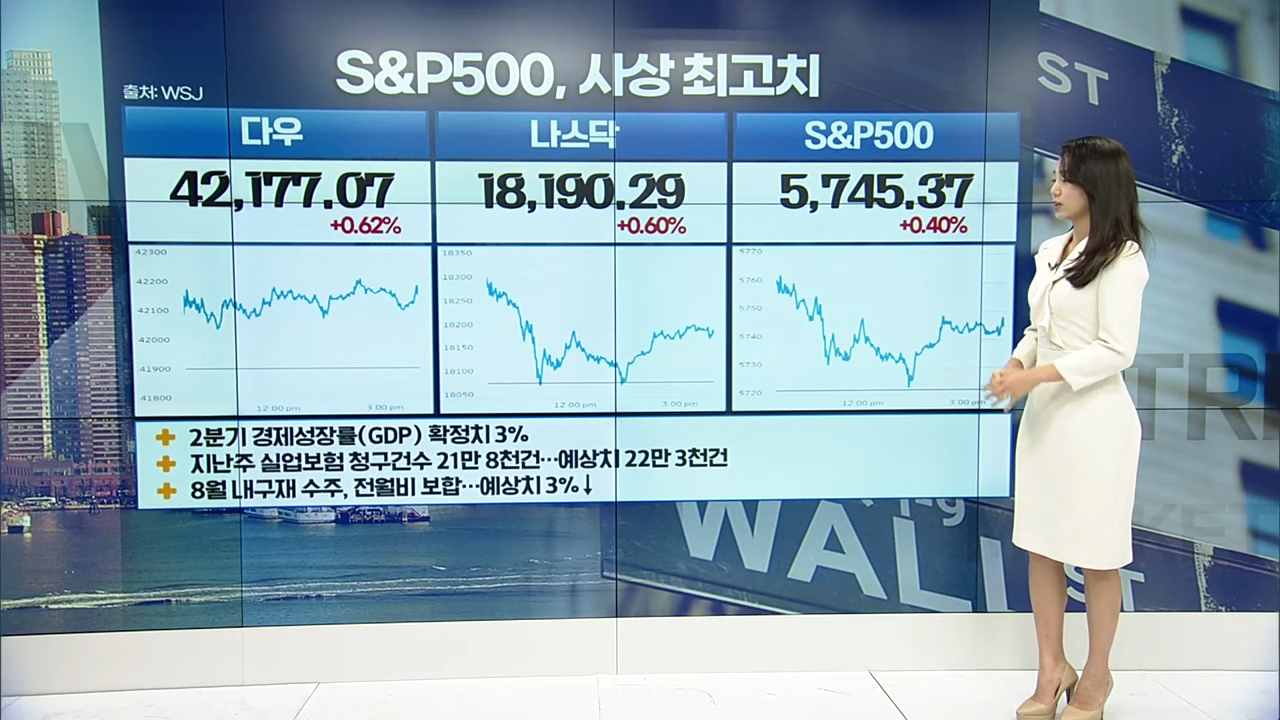 S&P500, 사상 최고치
출처: WSJ
다우
나스닥
S&P500
42,177.07
18,190.29
5,745.37
+0.62%
+0.60%
+0.40%
42300
42200
42100
42000
41900
41800
12:00 pm
3:00 pm
18350
18300
18250
18200
18150
18100
18050
12:00 pm
3:00 pm
5770
5760
5750
5740
5730
5720
12:00 pm
3:00 pm
2분기 경제성장률(GDP) 확정치 3%
지난주 실업보험 청구건수 21만 8천건…예상치 22만 3천건
8월 내구재 수주, 전월비 보합…예상치 3%↓
ST
WALL ST